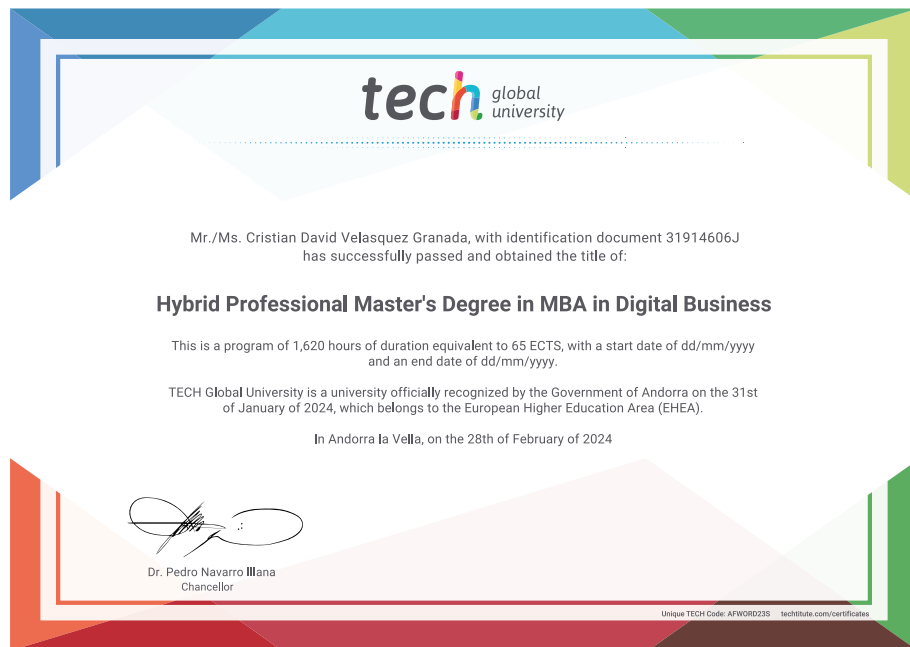 tech global
university
Mr./Ms. Cristian David Velasquez Granada, with identification document 31914606J
has successfully passed and obtained the title of:
Hybrid Professional Master's Degree in MBA in Digital Business
This is a program of 1,620 hours of duration equivalent to 65 ECTS, with a start date of dd/mm/yyyy
and an end date of dd/mm/yyyy.
TECH Global University is a university officially recognized by the Government of Andorra on the 31st
of January of 2024, which belongs to the European Higher Education Area (EHEA).
In Andorra la Vella, on the 28th of February of 2024
Dr. Pedro Navarro Illana
Chancellor
Unique TECH Code: AFWORD23S techtitute.com/certificates